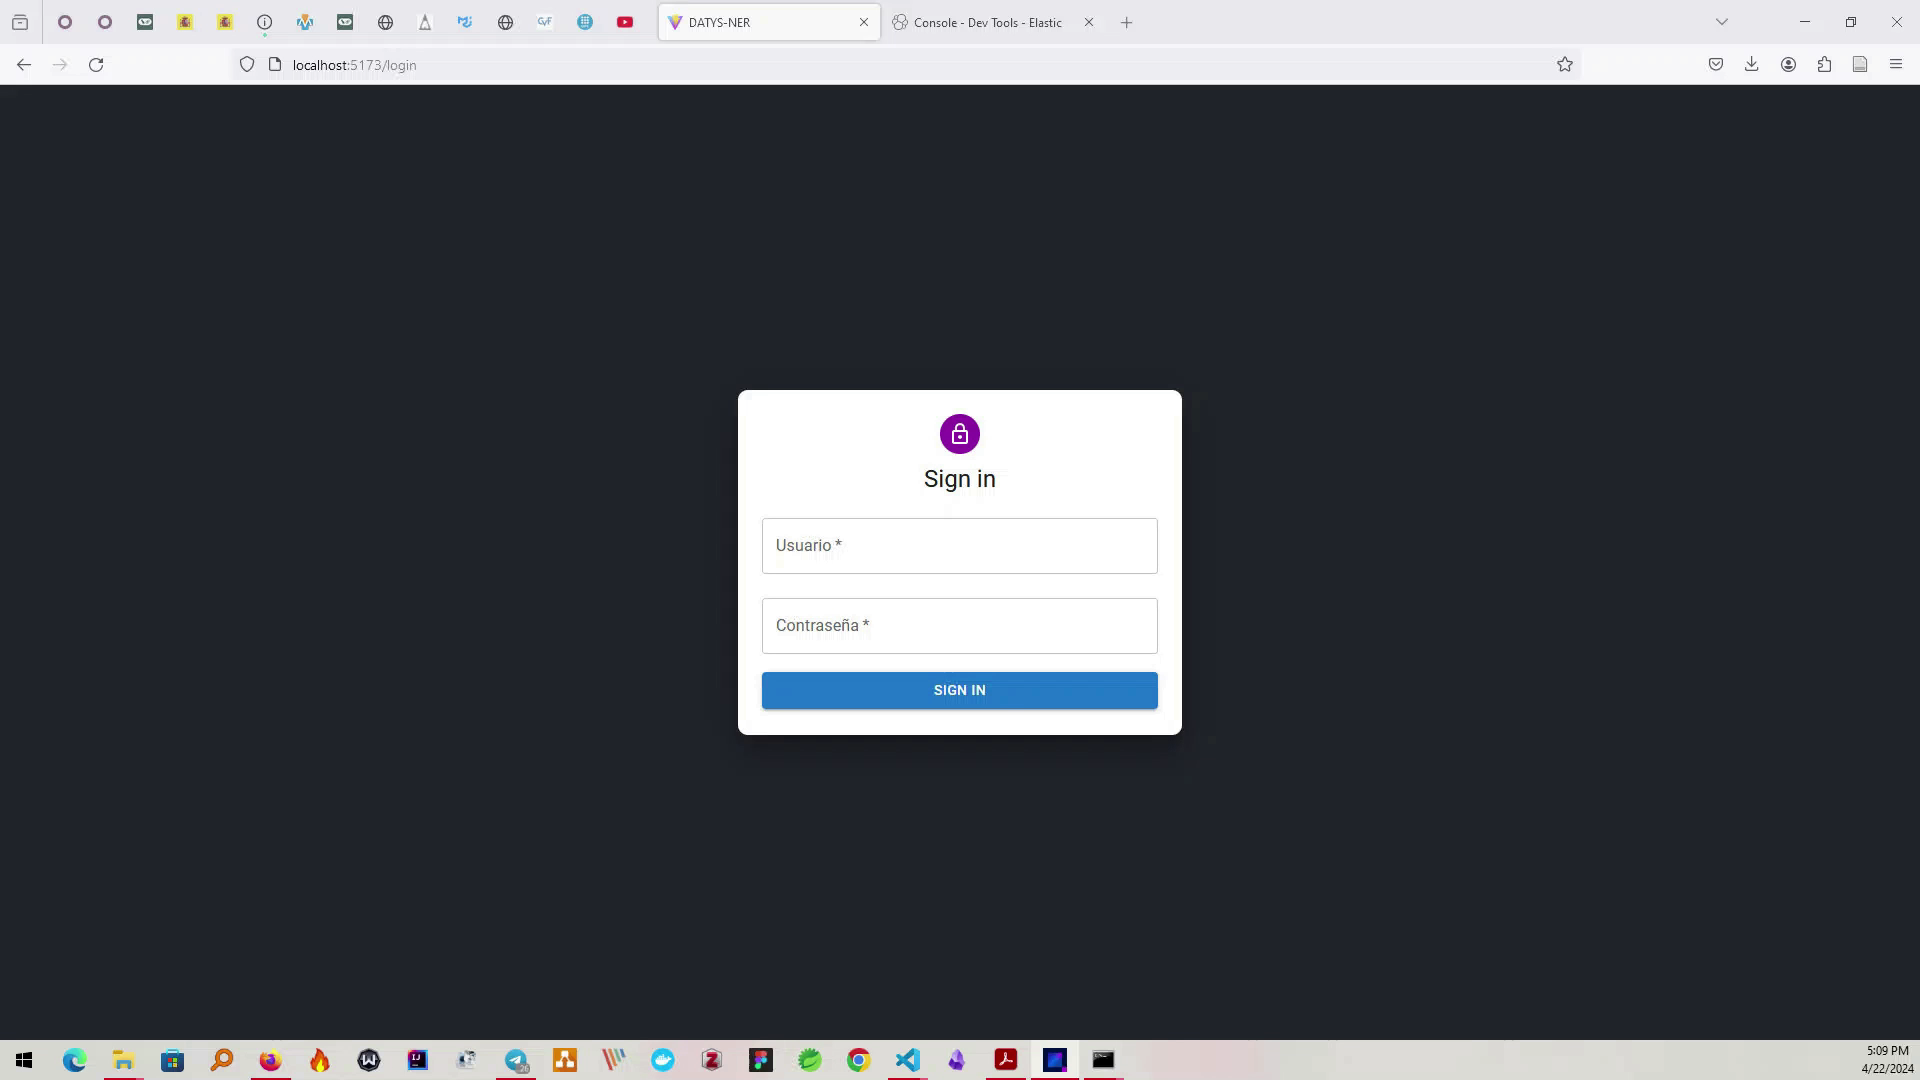 DATYS-NER
Console - Dev Tools - Elastic
localhost:5173/login
Sign in
Usuario *
Contraseña *
SIGN IN
26
5:09 PM
4/22/2024